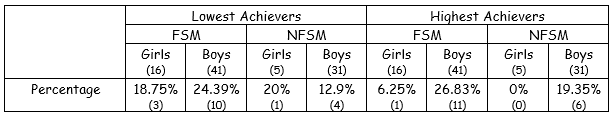 Lowest Achievers Highest Achievers
FSM NFSM FSM NFSM
Girls Boys Girls Boys Girls Boys Girls Boys
(16) (41) (5) (31) (16) (41) (5) (31)
Percentage 18.75% 24.39% 20% 12.9% 6.25% 26.83% 0% 19.35%
(3) (10) (1) (4) (1) (11) (0) (6)